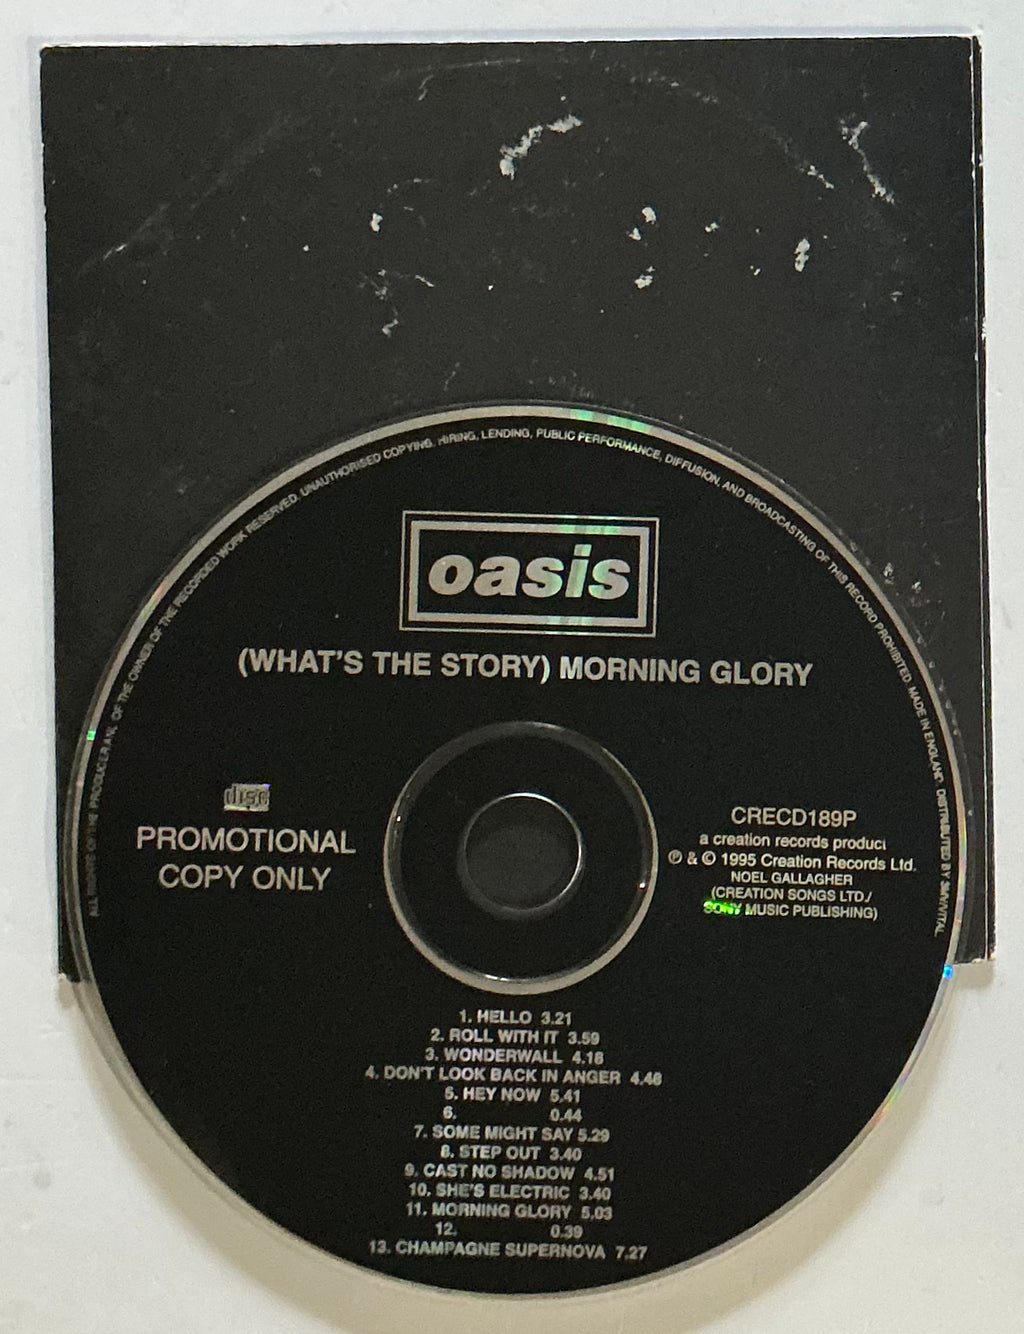 ALL RIGHTS OF THE PRODUCER AND OF THE OWNER OF THE RECORDED WORK RESERVED. UNAUTHORISED COPYING, HIRING, LENDING, PUBLIC PERFORMANCE, DIFFUSION, AND BROADCASTING OF THIS RECORD PROHIBITED. MADE IN ENGLAND. DISTRIBUTED BY
oasis
(WHAT'S THE STORY) MORNING GLORY
disc
PROMOTIONAL
COPY ONLY
CRECD189P
a creation records product
℗ & © 1995 Creation Records Ltd.
NOEL GALLAGHER
(CREATION SONGS LTD./
SONY MUSIC PUBLISHING)
1. HELLO 3.21
2. ROLL WITH IT 3.59
3. WONDERWALL 4.18
4. DON'T LOOK BACK IN ANGER 4.48
5. HEY NOW 5.41
6. 0.44
7. SOME MIGHT SAY 5.29
8. STEP OUT 3.40
9. CAST NO SHADOW 4.51
10. SHE'S ELECTRIC 3.40
11. MORNING GLORY 5.03
12. 0.39
13. CHAMPAGNE SUPERNOVA 7.27